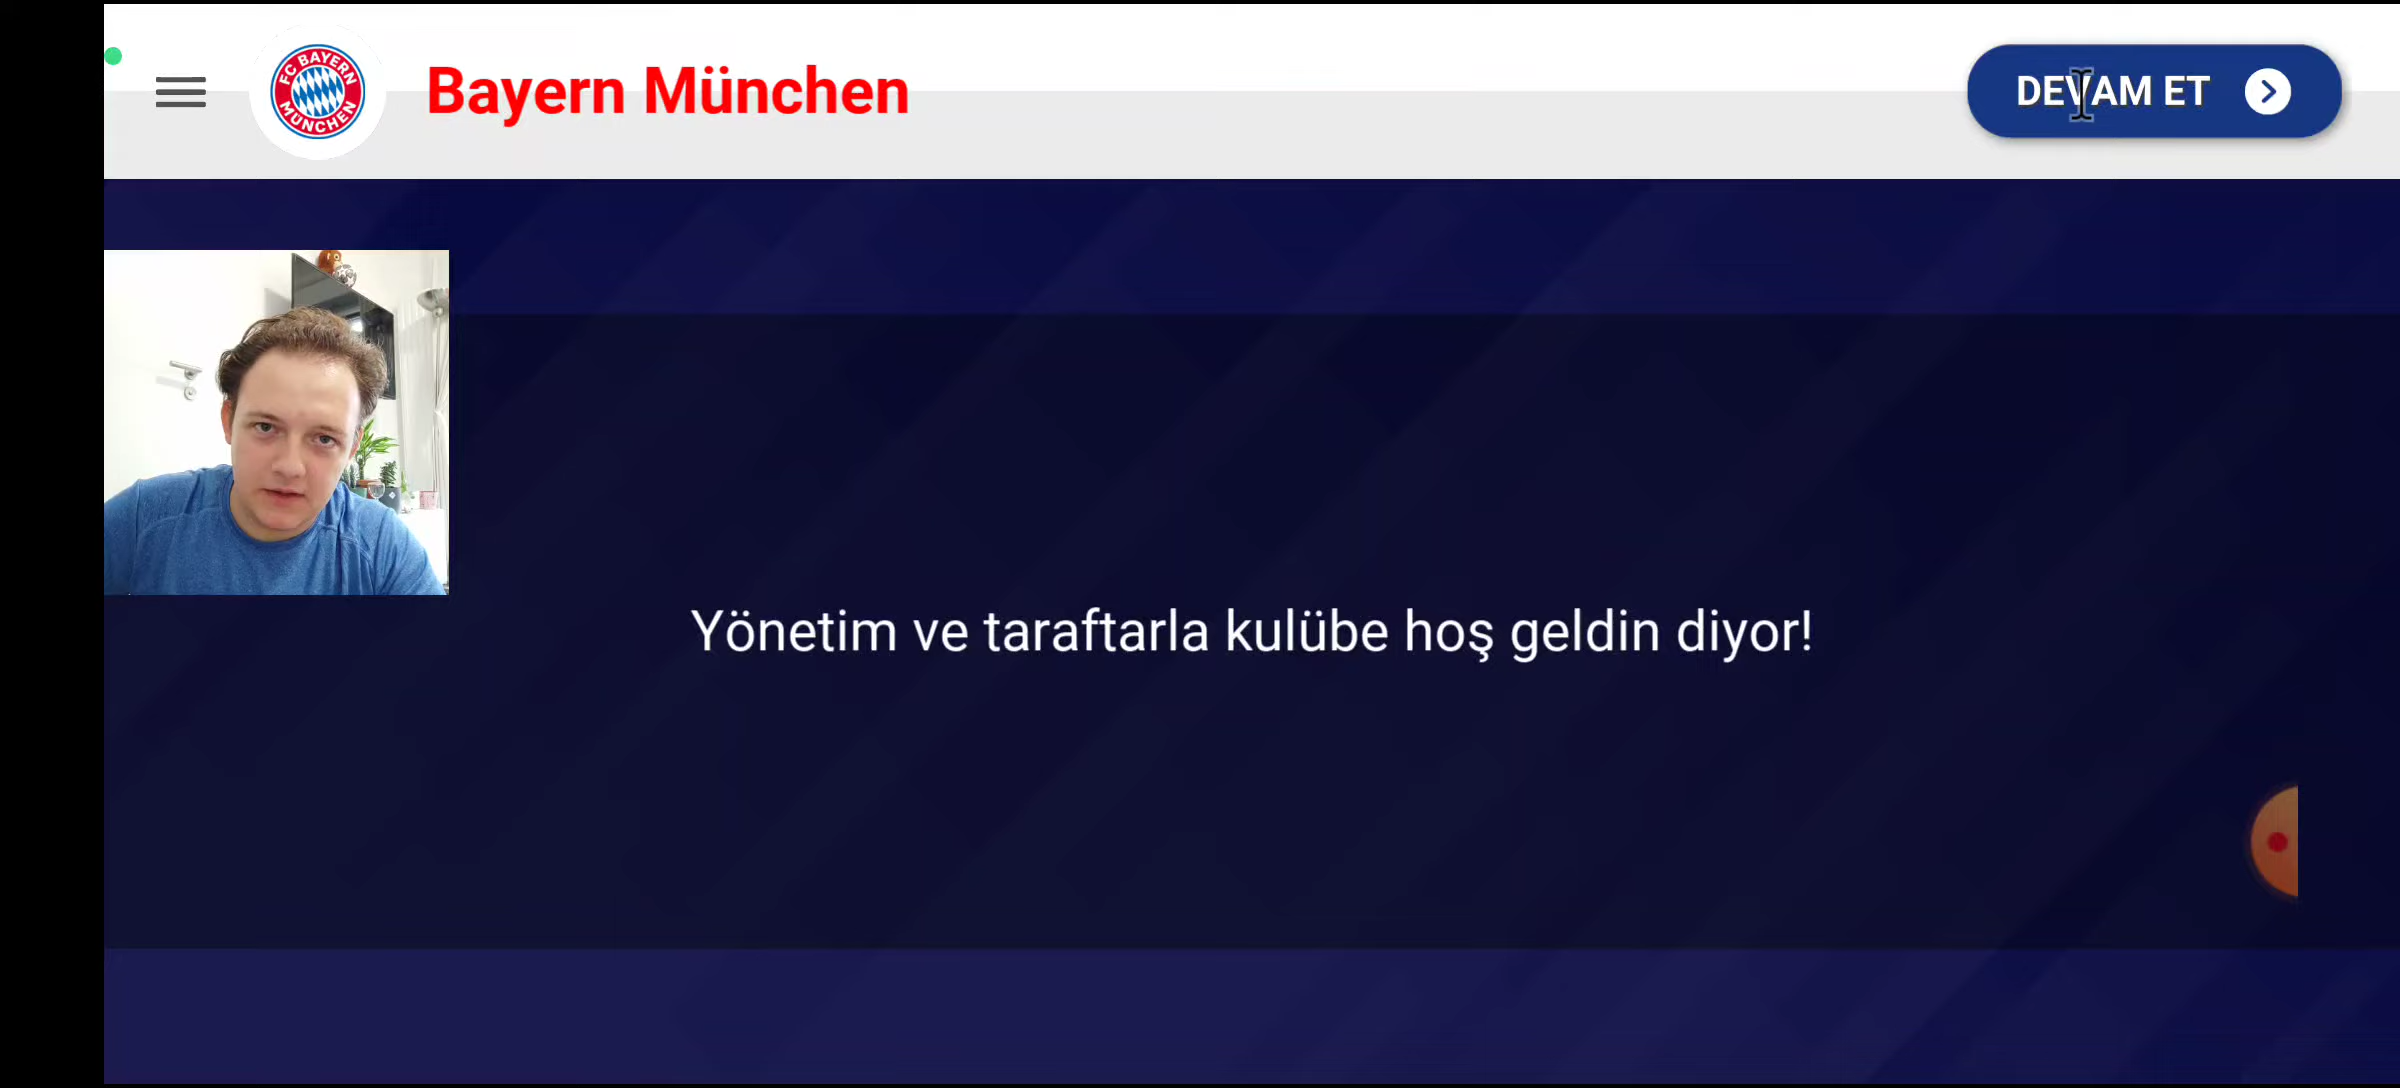 FC BAYERN
MÜNCHEN
Bayern München
DEVAM ET
Yönetim ve taraftarla kulübe hoş geldin diyor!